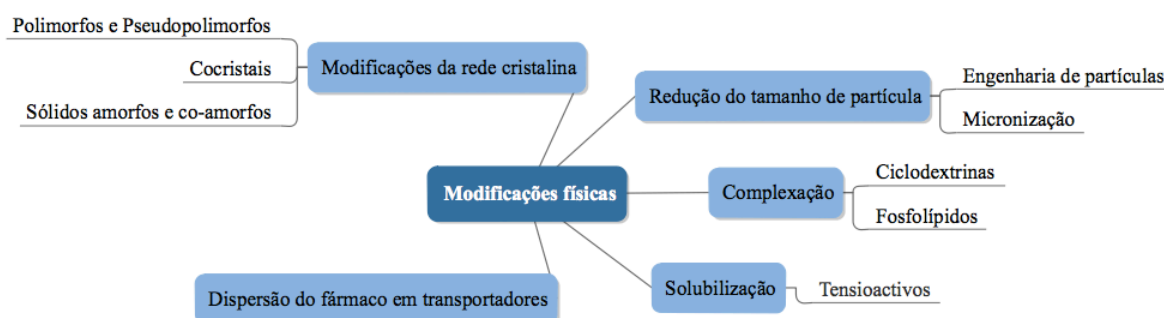 Polimorfos e Pseudopolimorfos
Cocristais
Sólidos amorfos e co-amorfos
Modificações da rede cristalina
Redução do tamanho de partícula
Engenharia de partículas
Micronização
Modificações físicas
Complexação
Ciclodextrinas
Fosfolípidos
Dispersão do fármaco em transportadores
Solubilização
Tensioactivos